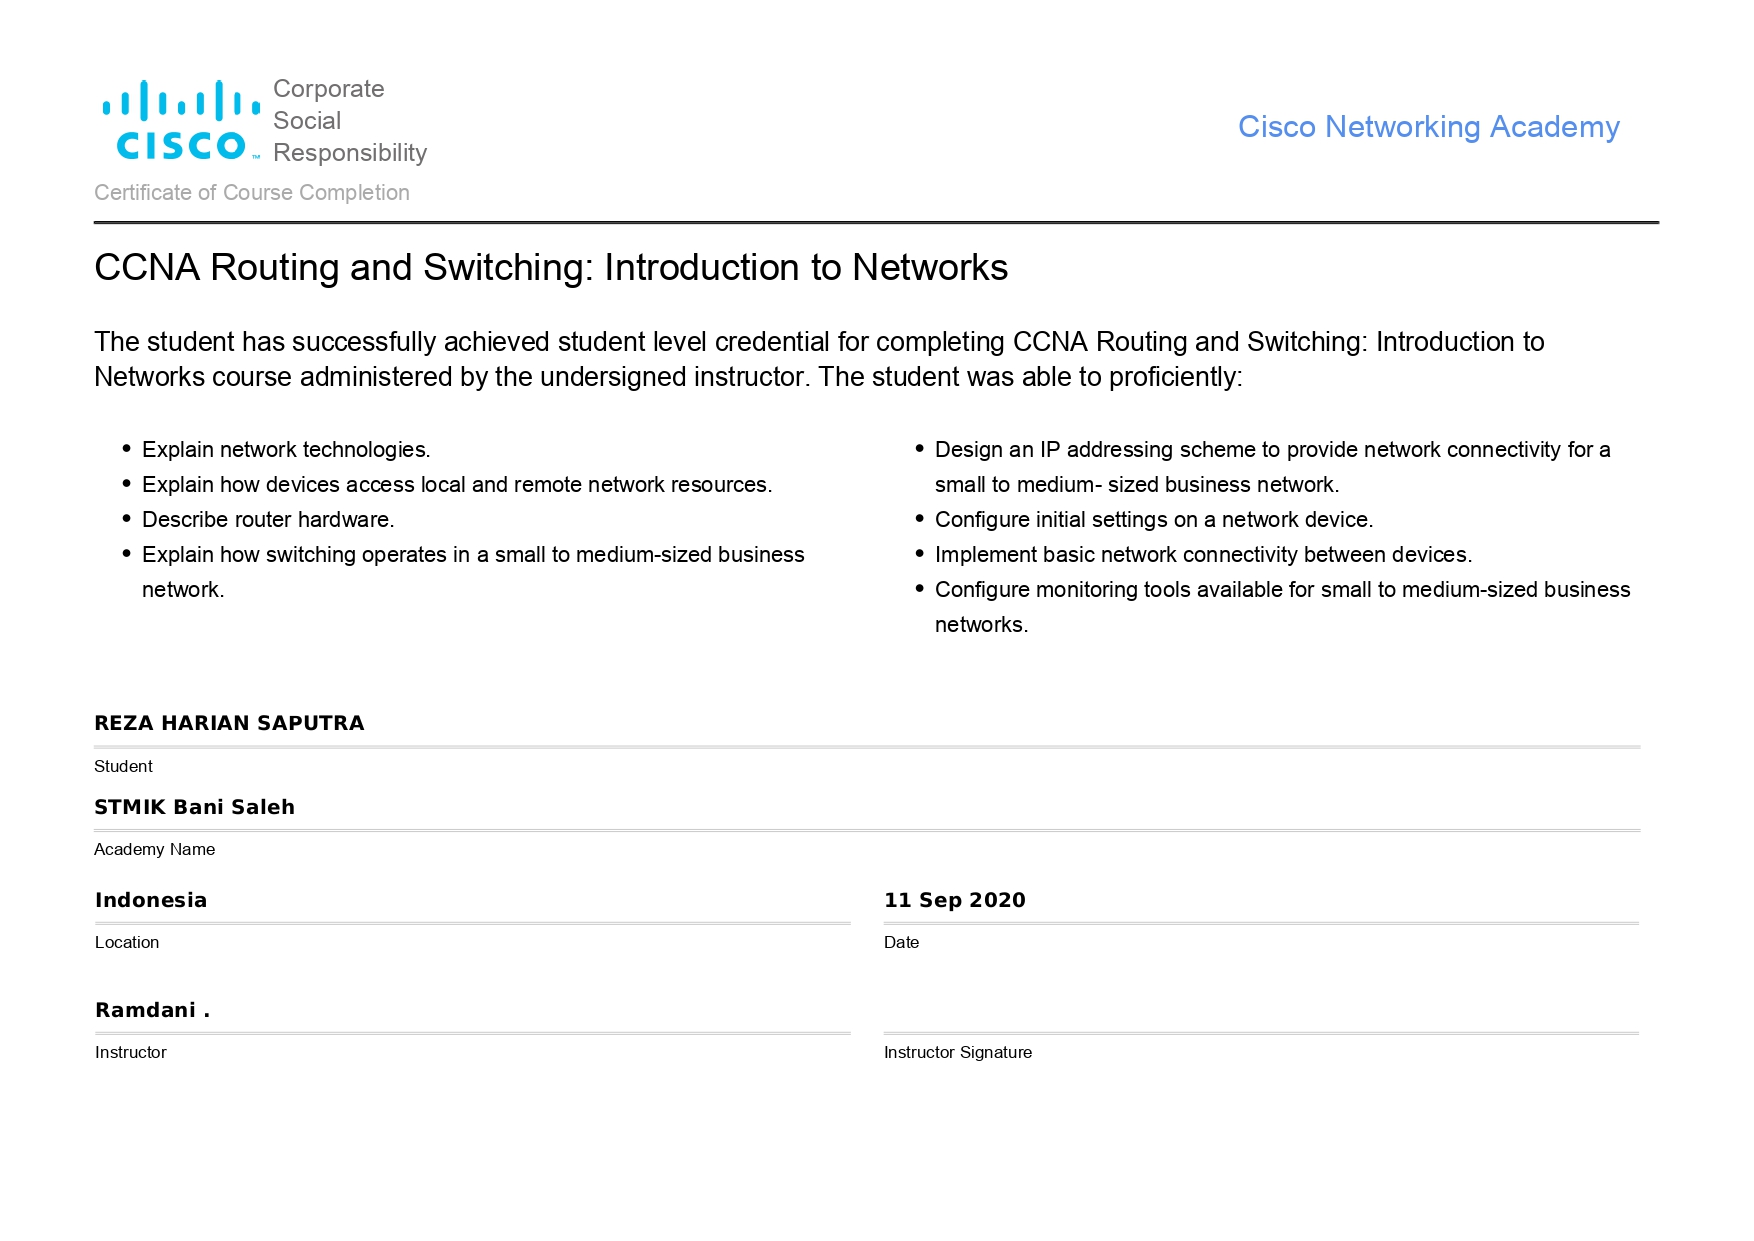 CISCO™
Corporate
Social
Responsibility
Cisco Networking Academy
Certificate of Course Completion
CCNA Routing and Switching: Introduction to Networks
The student has successfully achieved student level credential for completing CCNA Routing and Switching: Introduction to
Networks course administered by the undersigned instructor. The student was able to proficiently:
• Explain network technologies.
• Explain how devices access local and remote network resources.
• Describe router hardware.
• Explain how switching operates in a small to medium-sized business
network.
• Design an IP addressing scheme to provide network connectivity for a
small to medium- sized business network.
• Configure initial settings on a network device.
• Implement basic network connectivity between devices.
• Configure monitoring tools available for small to medium-sized business
networks.
REZA HARIAN SAPUTRA
Student
STMIK Bani Saleh
Academy Name
Indonesia
Location
11 Sep 2020
Date
Ramdani .
Instructor
Instructor Signature